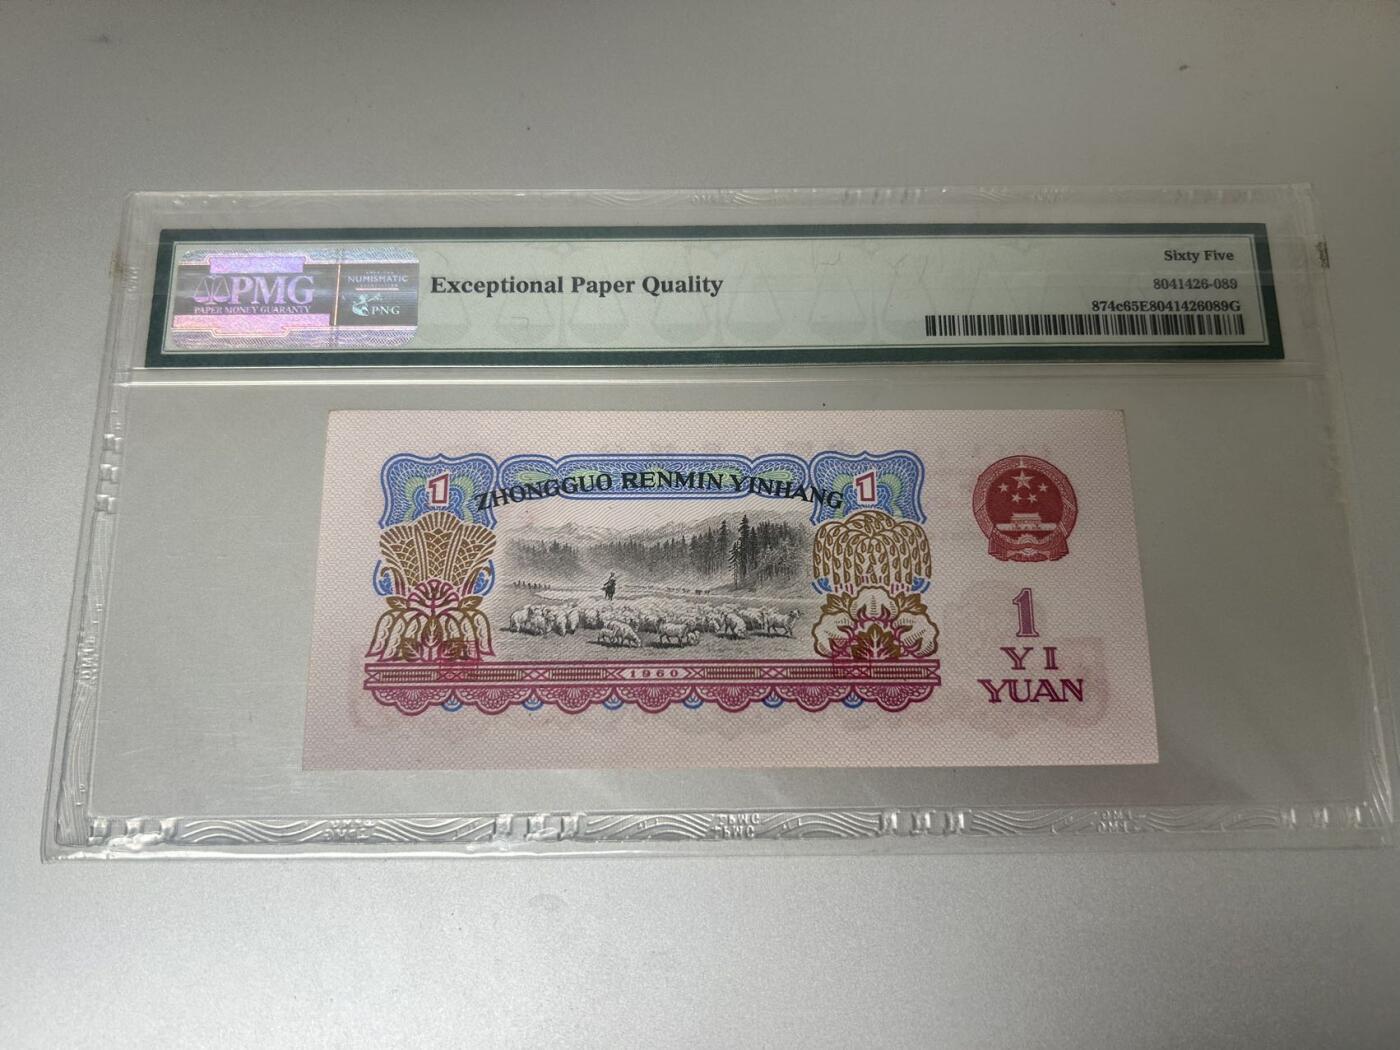 PMG
PAPER MONEY GUARANTY
NUMISMATIC
PNG
Exceptional Paper Quality
Sixty Five
8041426-089
874c65E8041426089G
1
ZHONGGUO RENMIN YINHANG
1
1960
1
YI
YUAN